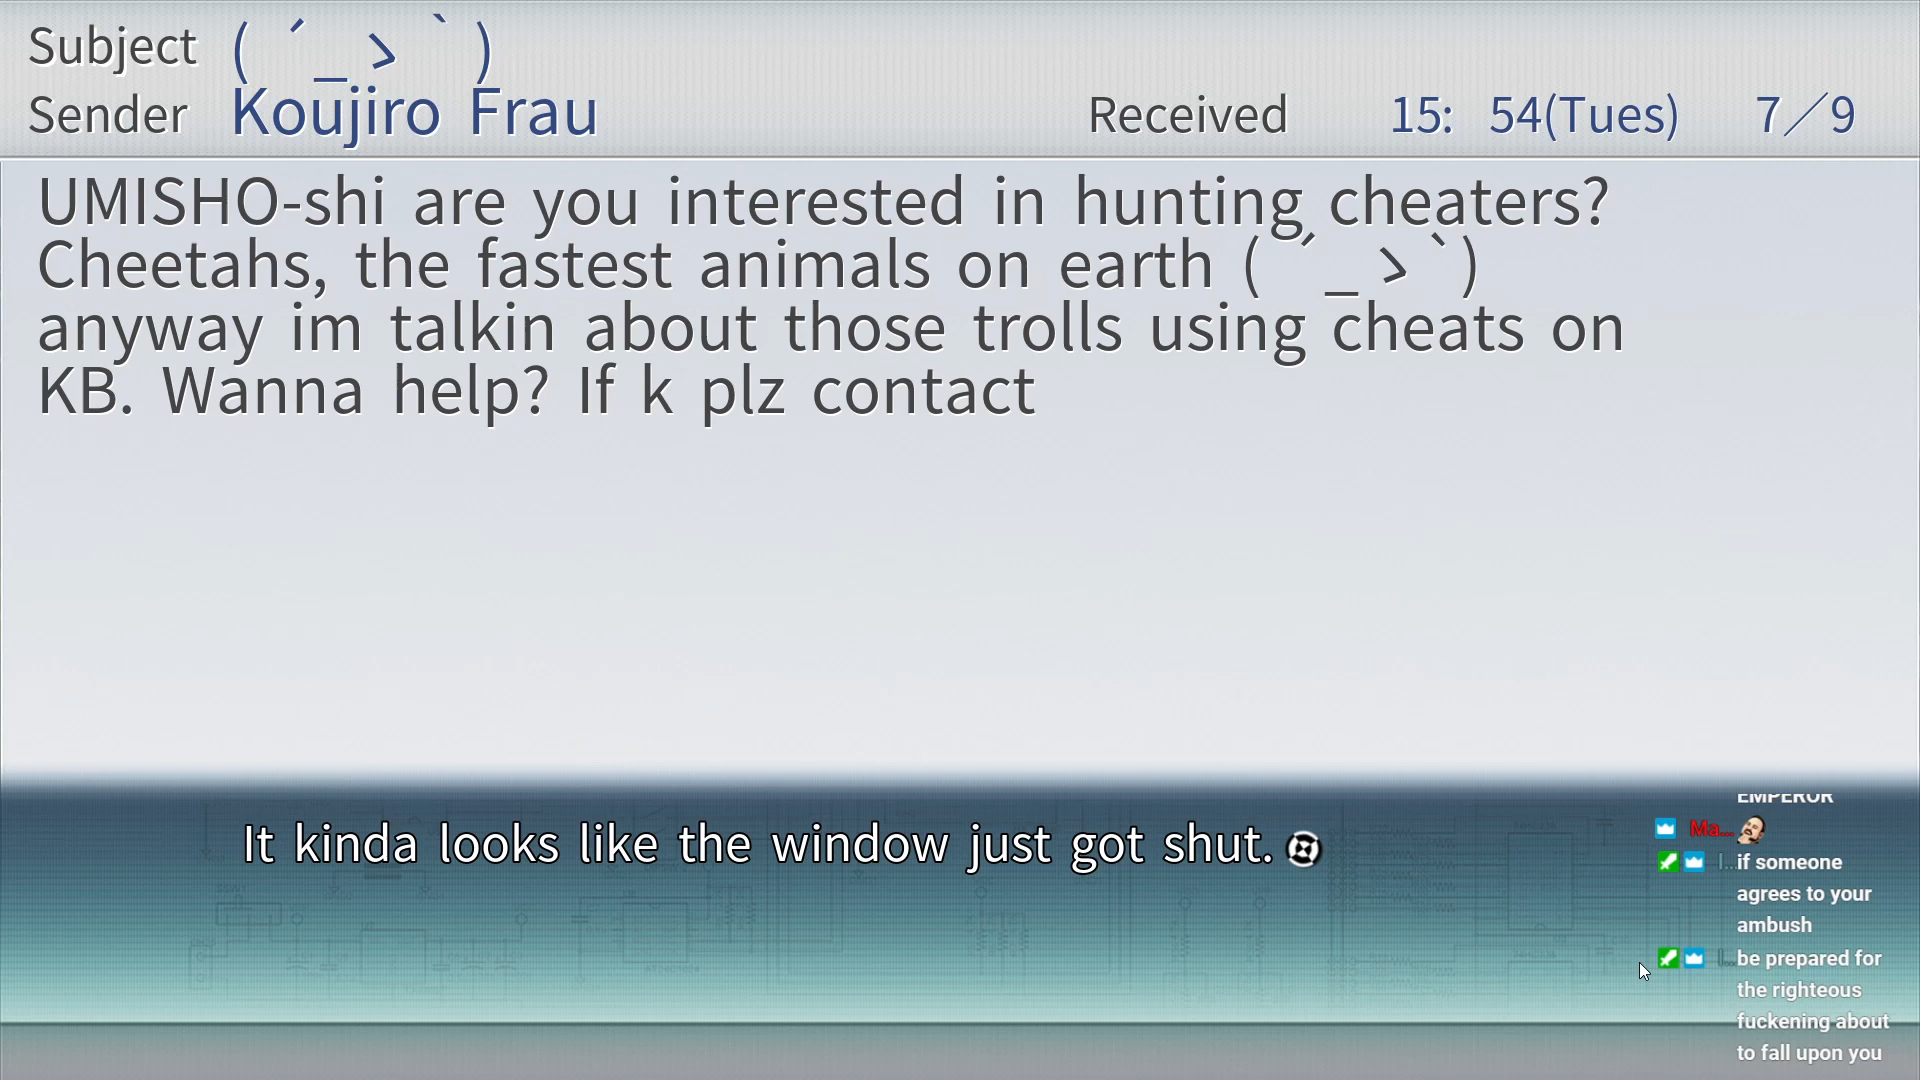 Subject ( ´_ゝ`)
Sender Koujiro Frau Received 15: 54(Tues) 7／9
UMISHO-shi are you interested in hunting cheaters?
Cheetahs, the fastest animals on earth ( ´_ゝ`)
anyway im talkin about those trolls using cheats on
KB. Wanna help? If k plz contact
It kinda looks like the window just got shut.
EMPEROR
Ma...
if someone
agrees to your
ambush
be prepared for
the righteous
fuckening about
to fall upon you